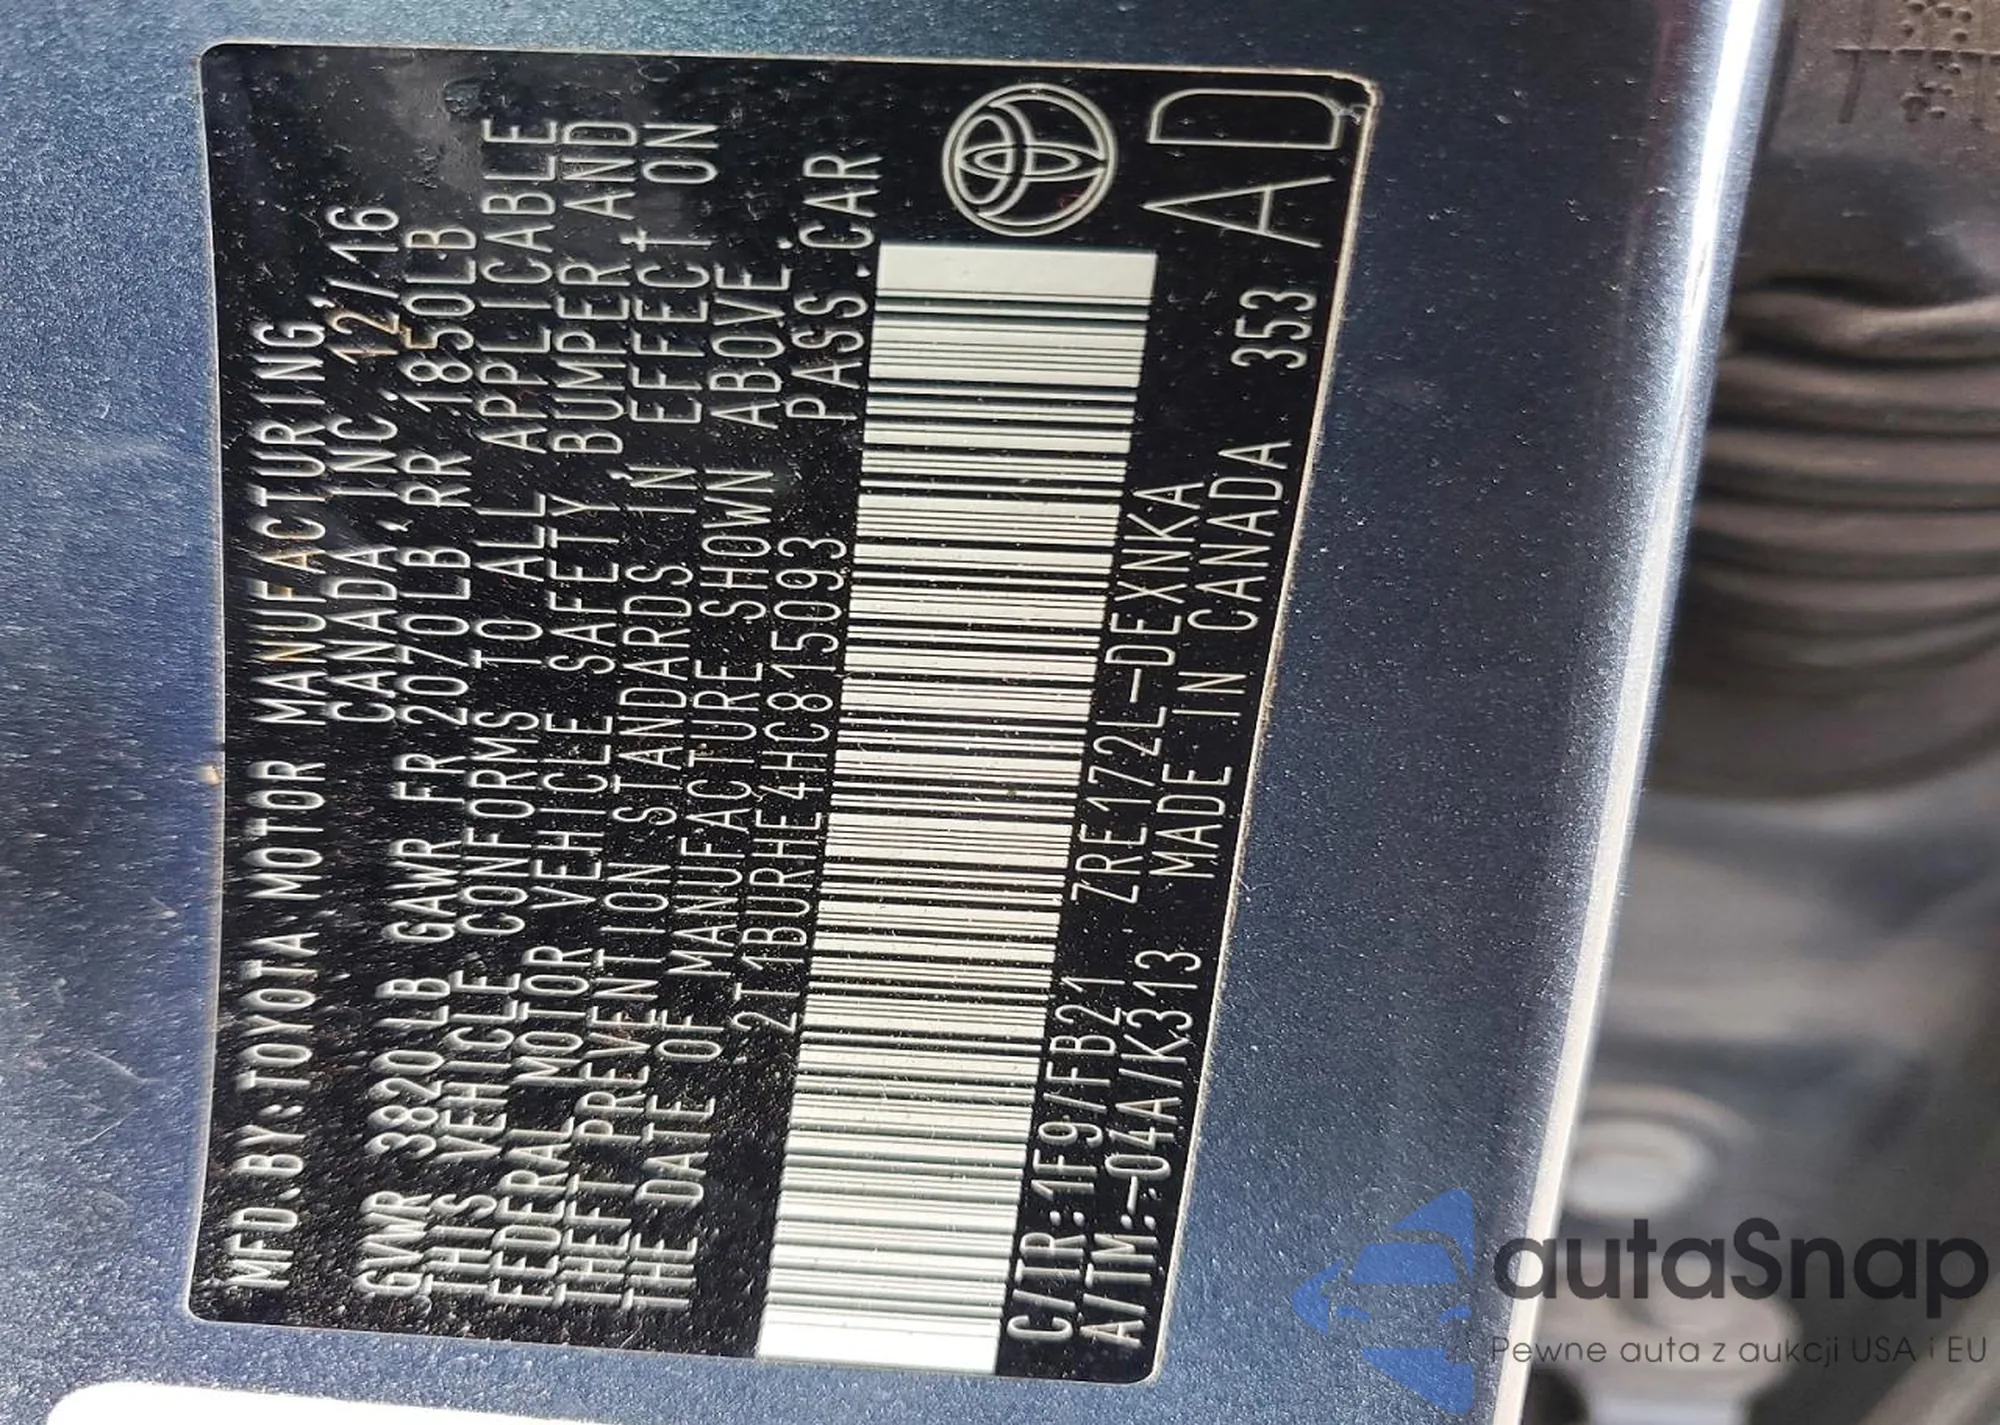 MFD.BY:TOYOTA MOTOR MANUFACTURING,
CANADA, INC. 12/16
GVWR 3820LB GAWR FR 2070LB, RR 1850LB
THIS VEHICLE CONFORMS TO ALL APPLICABLE
FEDERAL MOTOR VEHICLE SAFETY, BUMPER, AND
THEFT PREVENTION STANDARDS IN EFFECT ON
THE DATE OF MANUFACTURE SHOWN ABOVE.
2T1BURHE4HC815093 PASS.CAR
C/TR:1F9/FB21 ZRE172L-DEXNKA
A/TM:-04A/K313 MADE IN CANADA 353
AD
autaSnap
Pewne auta z aukcji USA i EU